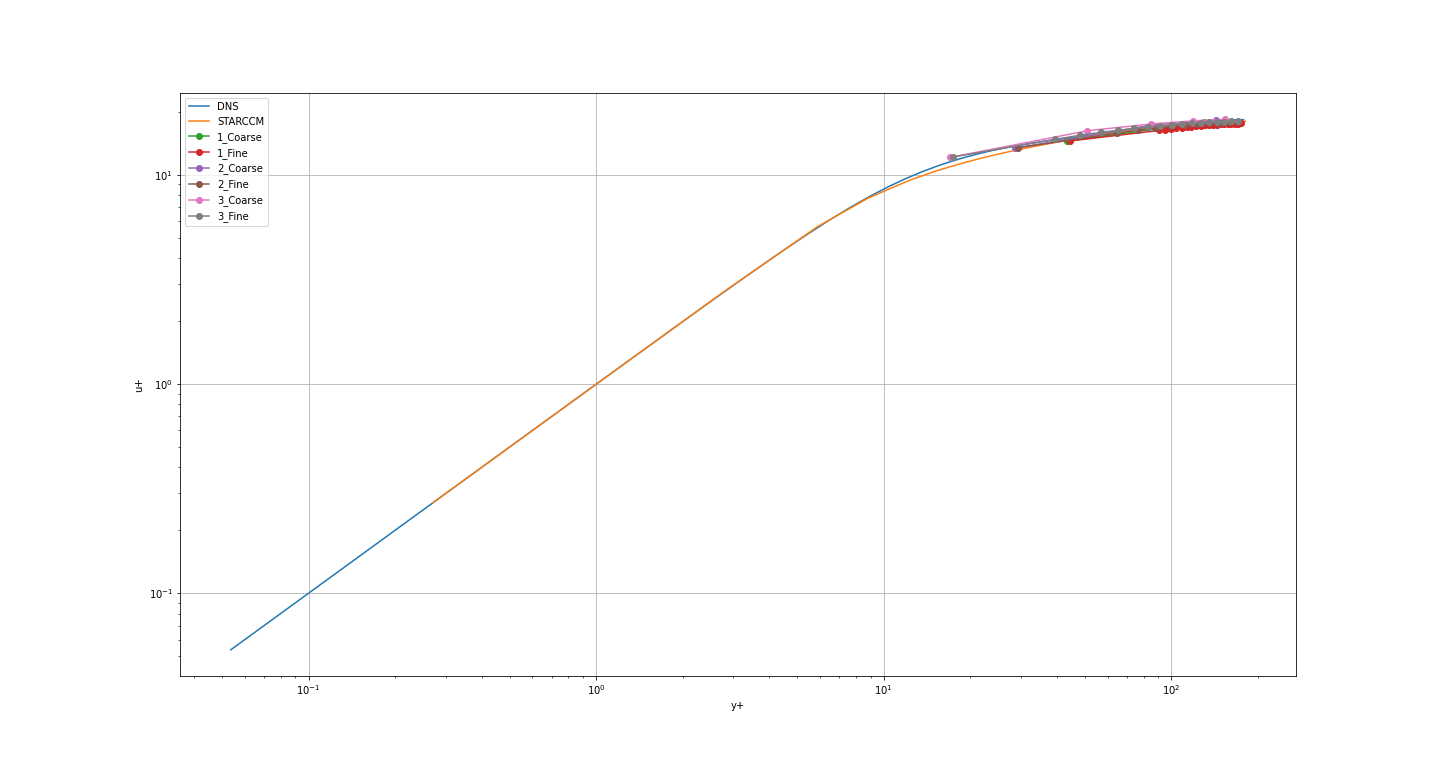 DNS
STARCCM
1_Coarse
1_Fine
2_Coarse
2_Fine
3_Coarse
3_Fine
10¹
10⁰
10⁻¹
u+
10⁻¹
10⁰
10¹
10²
y+